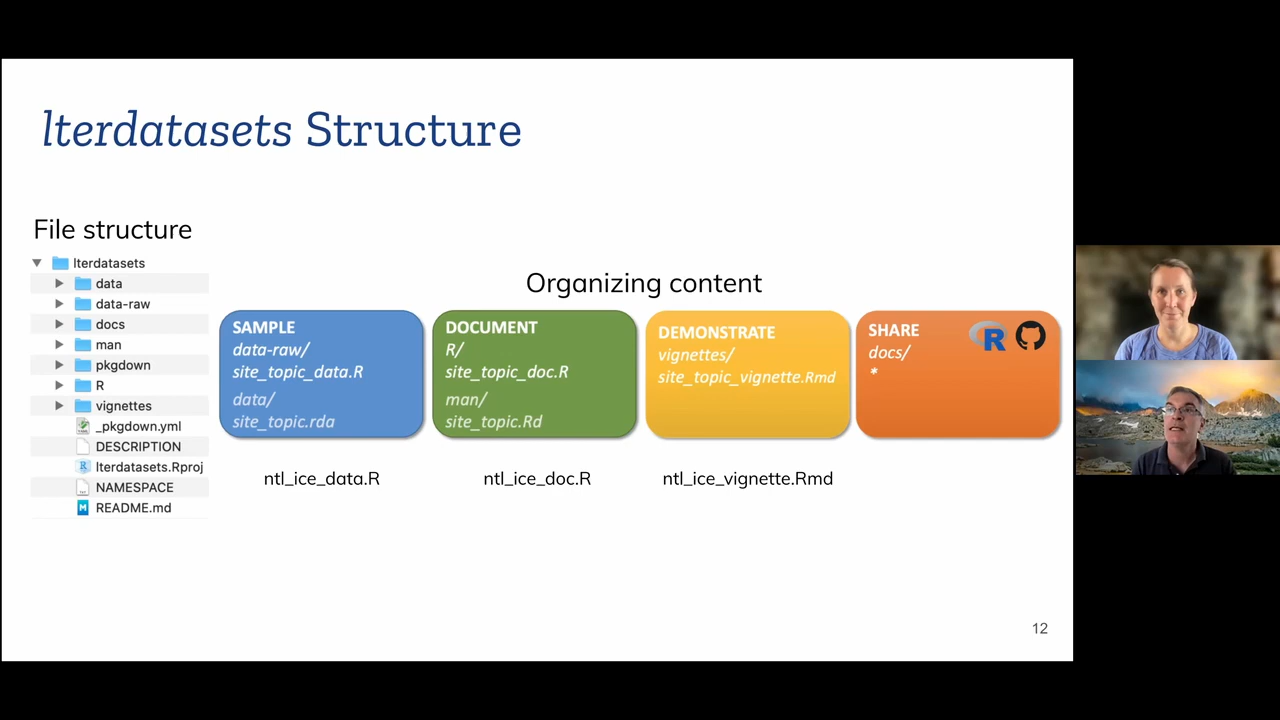 lterdatasets Structure
File structure
lterdatasets
data
data-raw
docs
man
pkgdown
R
vignettes
_pkgdown.yml
DESCRIPTION
lterdatasets.Rproj
NAMESPACE
README.md
Organizing content
SAMPLE
data-raw/
site_topic_data.R
data/
site_topic.rda
DOCUMENT
R/
site_topic_doc.R
man/
site_topic.Rd
DEMONSTRATE
vignettes/
site_topic_vignette.Rmd
SHARE
docs/
*
R
ntl_ice_data.R
ntl_ice_doc.R
ntl_ice_vignette.Rmd
12